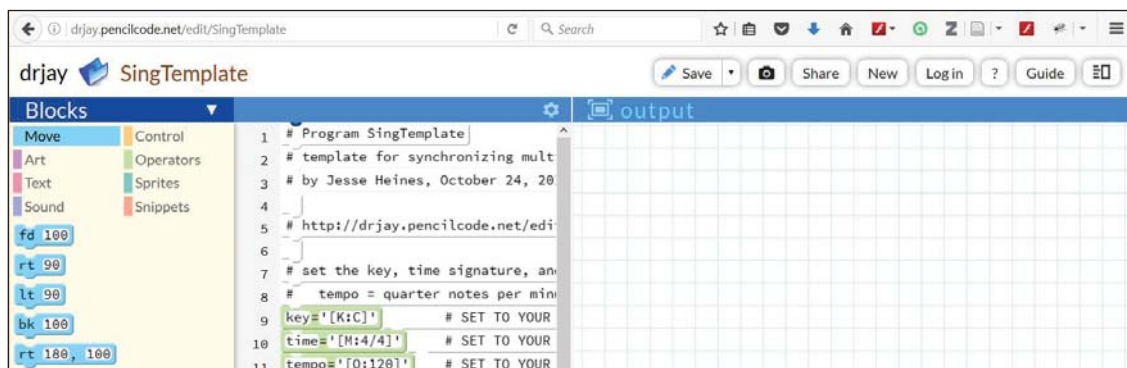 drjay.pencilcode.net/edit/SingTemplate
Search
drjay SingTemplate
Save Share New Log in ? Guide
Blocks
output
Move Control
Art Operators
Text Sprites
Sound Snippets
fd 100
rt 90
lt 90
bk 100
rt 180, 100
1 # Program SingTemplate
2 # template for synchronizing mult
3 # by Jesse Heines, October 24, 20
4
5 # http://drjay.pencilcode.net/edi
6
7 # set the key, time signature, an
8 # tempo = quarter notes per min
9 key='[K:C]' # SET TO YOUR
10 time='[M:4/4]' # SET TO YOUR
11 tempo='[Q:120]' # SET TO YOUR